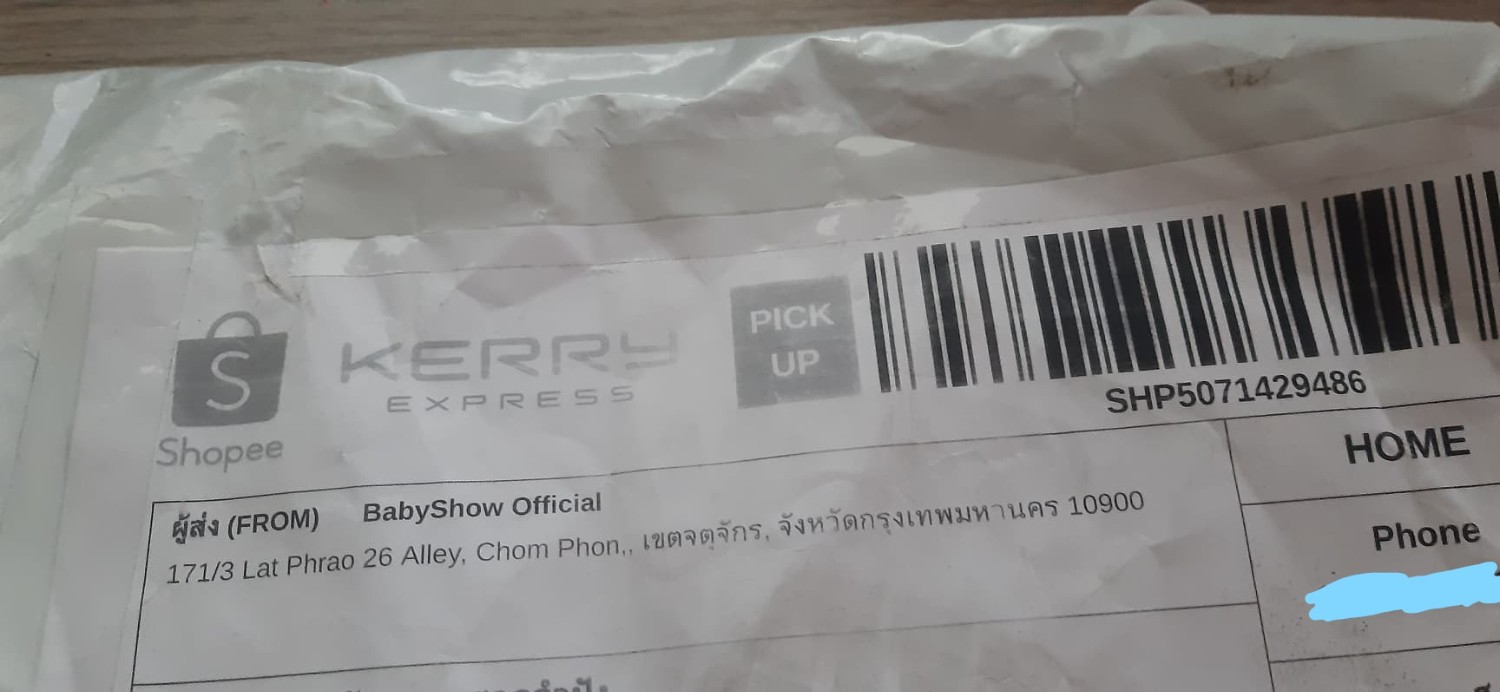 Shopee
KERRY
EXPRESS
PICK
UP
SHP5071429486
HOME
Phone
ผู้ส่ง (FROM) BabyShow Official
171/3 Lat Phrao 26 Alley, Chom Phon,, เขตจตุจักร, จังหวัดกรุงเทพมหานคร 10900